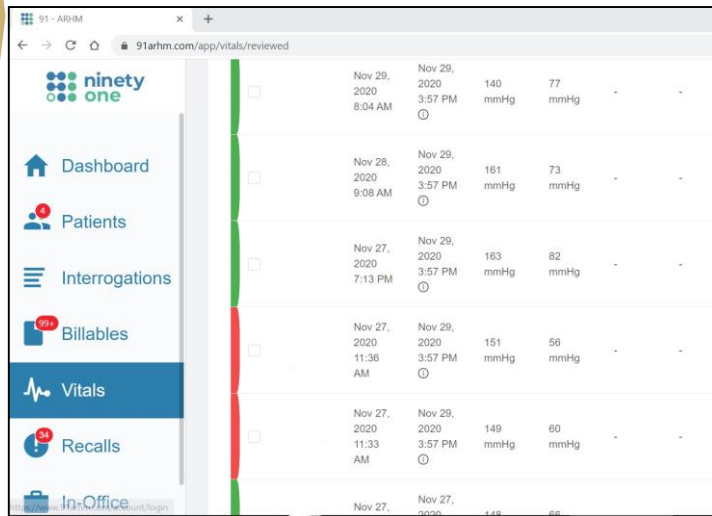 91 - ARHM
91arhm.com/app/vitals/reviewed
ninety
one
Dashboard
4
Patients
Interrogations
99+
Billables
Vitals
34
Recalls
In-Office
Nov 29,
2020
8:04 AM
Nov 29,
2020
3:57 PM
140
mmHg
77
mmHg
-
-
Nov 28,
2020
9:08 AM
Nov 29,
2020
3:57 PM
161
mmHg
73
mmHg
-
-
Nov 27,
2020
7:13 PM
Nov 29,
2020
3:57 PM
163
mmHg
82
mmHg
-
-
Nov 27,
2020
11:36
AM
Nov 29,
2020
3:57 PM
151
mmHg
56
mmHg
-
-
Nov 27,
2020
11:33
AM
Nov 29,
2020
3:57 PM
149
mmHg
60
mmHg
-
-
Nov 27,
Nov 27,
2020
148
66